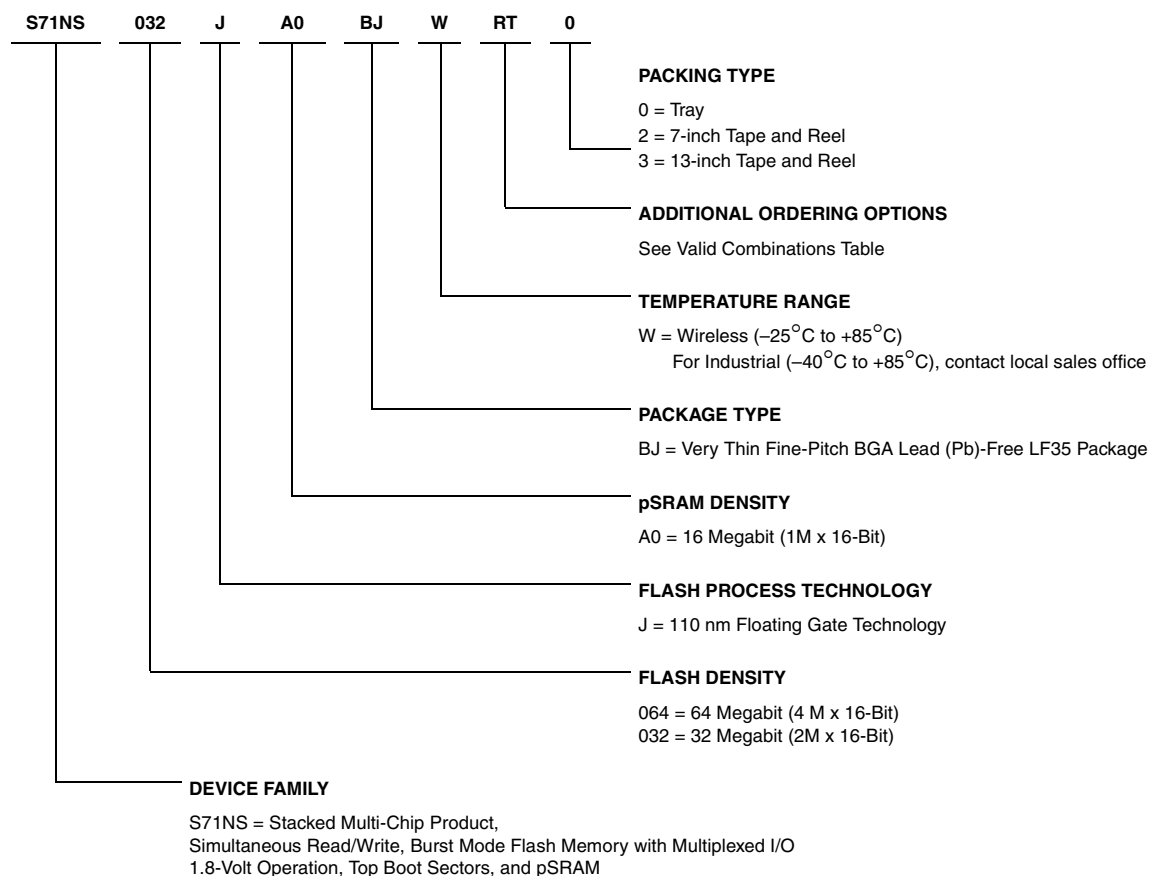 S71NS 032 J A0 BJ W RT 0
PACKING TYPE
0 = Tray
2 = 7-inch Tape and Reel
3 = 13-inch Tape and Reel
ADDITIONAL ORDERING OPTIONS
See Valid Combinations Table
TEMPERATURE RANGE
W = Wireless (–25°C to +85°C)
For Industrial (–40°C to +85°C), contact local sales office
PACKAGE TYPE
BJ = Very Thin Fine-Pitch BGA Lead (Pb)-Free LF35 Package
pSRAM DENSITY
A0 = 16 Megabit (1M x 16-Bit)
FLASH PROCESS TECHNOLOGY
J = 110 nm Floating Gate Technology
FLASH DENSITY
064 = 64 Megabit (4 M x 16-Bit)
032 = 32 Megabit (2M x 16-Bit)
DEVICE FAMILY
S71NS = Stacked Multi-Chip Product,
Simultaneous Read/Write, Burst Mode Flash Memory with Multiplexed I/O
1.8-Volt Operation, Top Boot Sectors, and pSRAM